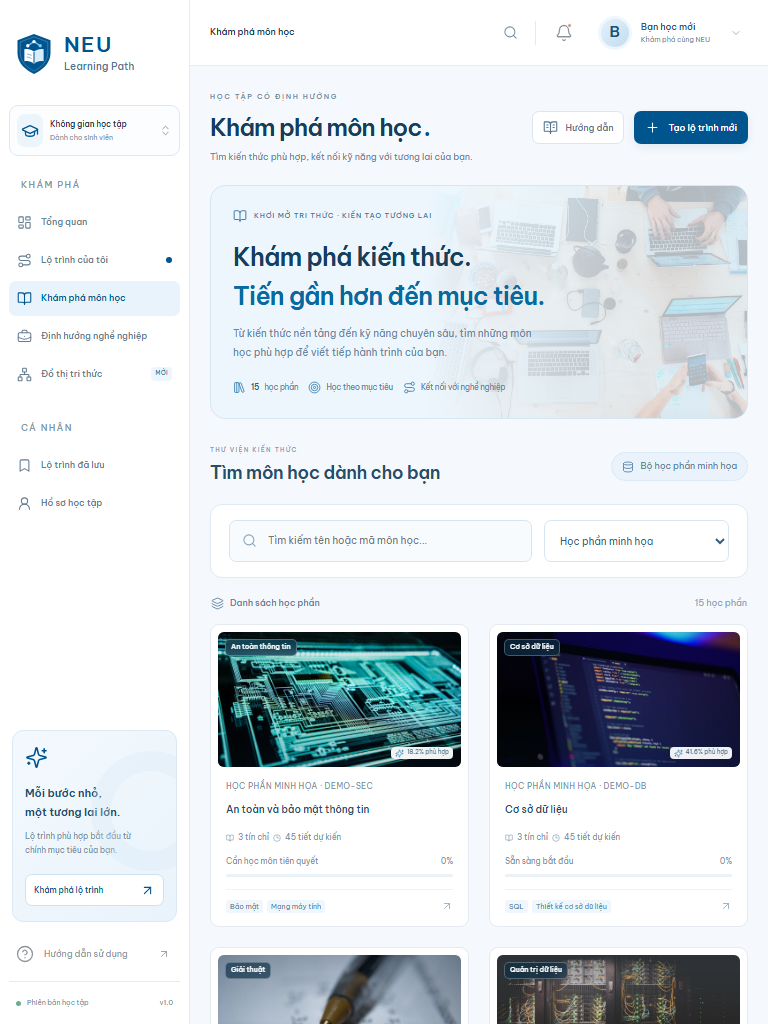 NEU
Learning Path
Không gian học tập
Dành cho sinh viên
KHÁM PHÁ
Tổng quan
Lộ trình của tôi
Khám phá môn học
Định hướng nghề nghiệp
Đồ thị tri thức
MỚI
CÁ NHÂN
Lộ trình đã lưu
Hồ sơ học tập
Mỗi bước nhỏ,
một tương lai lớn.
Lộ trình phù hợp bắt đầu từ
chính mục tiêu của bạn.
Khám phá lộ trình
Hướng dẫn sử dụng
Phiên bản học tập
v1.0
Khám phá môn học
B
Bạn học mới
Khám phá cùng NEU
HỌC TẬP CÓ ĐỊNH HƯỚNG
Khám phá môn học.
Tìm kiến thức phù hợp, kết nối kỹ năng với tương lai của bạn.
Hướng dẫn
Tạo lộ trình mới
KHƠI MỞ TRI THỨC · KIẾN TẠO TƯƠNG LAI
Khám phá kiến thức.
Tiến gần hơn đến mục tiêu.
Từ kiến thức nền tảng đến kỹ năng chuyên sâu, tìm những môn
học phù hợp để viết tiếp hành trình của bạn.
15 học phần
Học theo mục tiêu
Kết nối với nghề nghiệp
THƯ VIỆN KIẾN THỨC
Tìm môn học dành cho bạn
Bộ học phần minh họa
Tìm kiếm tên hoặc mã môn học...
Học phần minh họa
Danh sách học phần
15 học phần
An toàn thông tin
18.2% phù hợp
HỌC PHẦN MINH HỌA · DEMO-SEC
An toàn và bảo mật thông tin
3 tín chỉ
45 tiết dự kiến
Cần học môn tiên quyết
0%
Bảo mật
Mạng máy tính
Cơ sở dữ liệu
41.6% phù hợp
HỌC PHẦN MINH HỌA · DEMO-DB
Cơ sở dữ liệu
3 tín chỉ
45 tiết dự kiến
Sẵn sàng bắt đầu
0%
SQL
Thiết kế cơ sở dữ liệu
Giải thuật
Quản trị dữ liệu